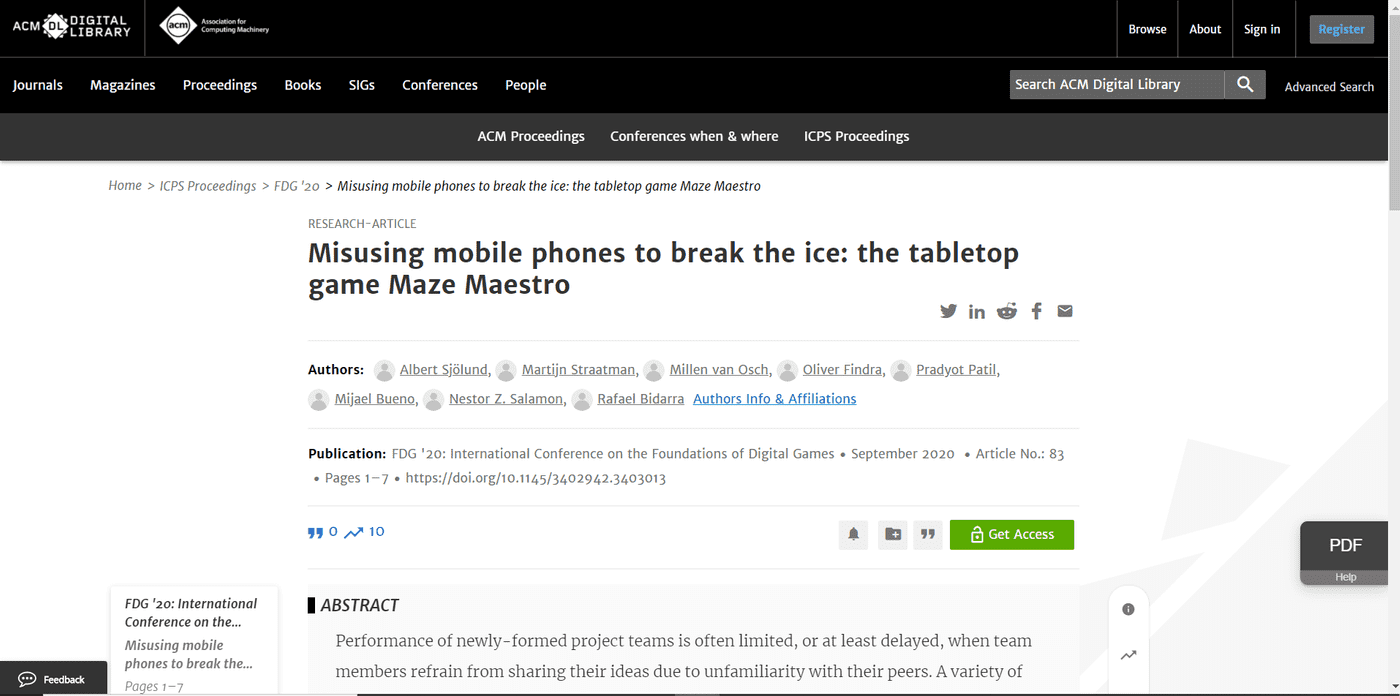 ACM DL DIGITAL LIBRARY
acm Association for Computing Machinery
Browse About Sign in Register
Journals Magazines Proceedings Books SIGs Conferences People
Search ACM Digital Library Advanced Search
ACM Proceedings Conferences when & where ICPS Proceedings
Home > ICPS Proceedings > FDG '20 > Misusing mobile phones to break the ice: the tabletop game Maze Maestro
RESEARCH-ARTICLE
Misusing mobile phones to break the ice: the tabletop
game Maze Maestro
Authors: Albert Sjölund, Martijn Straatman, Millen van Osch, Oliver Findra, Pradyot Patil,
Mijael Bueno, Nestor Z. Salamon, Rafael Bidarra Authors Info & Affiliations
Publication: FDG '20: International Conference on the Foundations of Digital Games • September 2020 • Article No.: 83
• Pages 1–7 • https://doi.org/10.1145/3402942.3403013
0 10
Get Access
PDF
Help
FDG '20: International
Conference on the...
Misusing mobile
phones to break the...
Pages 1–7
ABSTRACT
Performance of newly-formed project teams is often limited, or at least delayed, when team
members refrain from sharing their ideas due to unfamiliarity with their peers. A variety of
Feedback